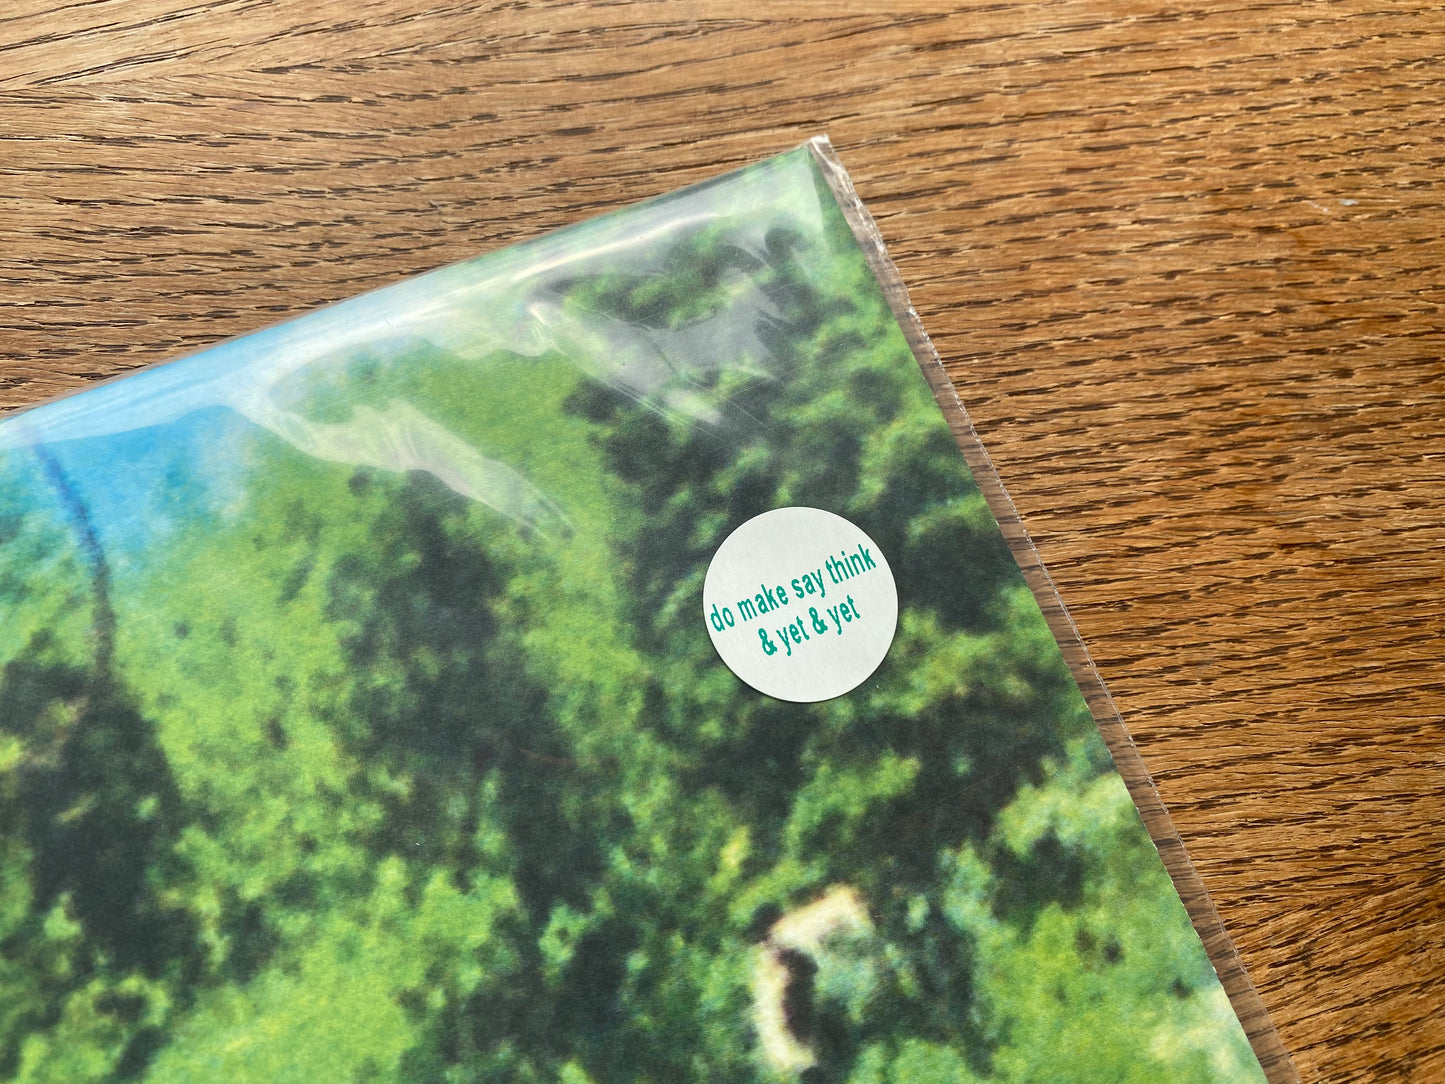 do make say think
& yet & yet